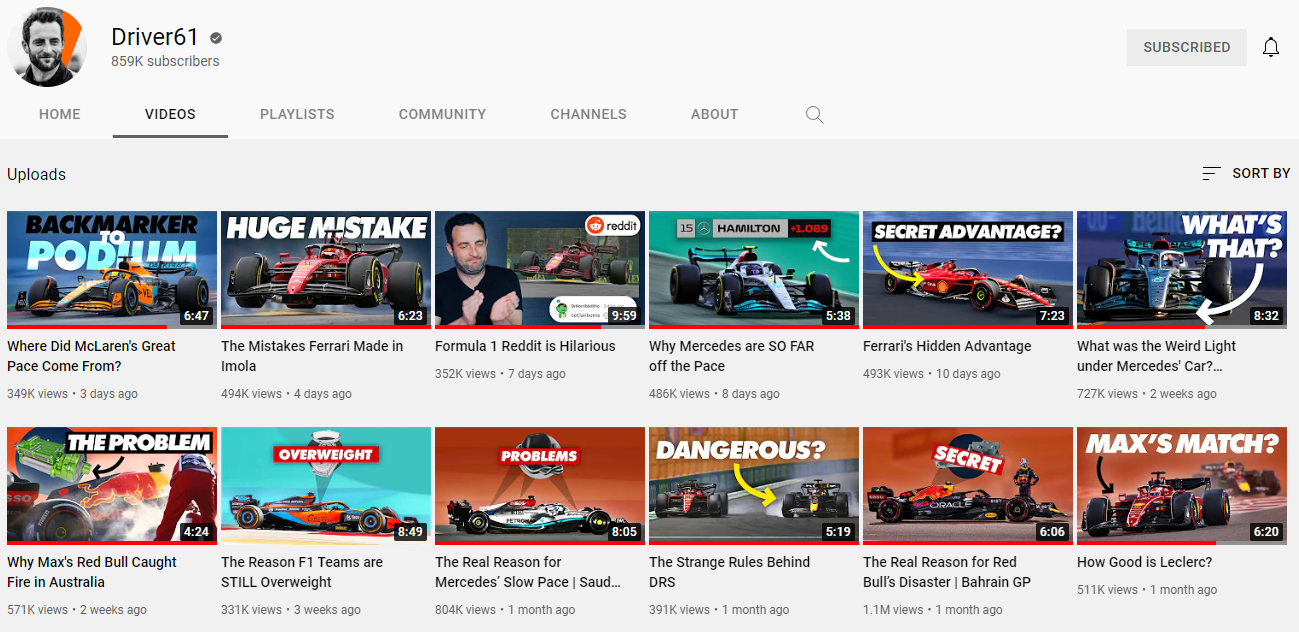 Driver61
859K subscribers
SUBSCRIBED
HOME
VIDEOS
PLAYLISTS
COMMUNITY
CHANNELS
ABOUT
Uploads
SORT BY
BACKMARKER
TO
PODIUM
6:47
HUGE MISTAKE
6:23
reddit
9:59
15 HAMILTON +1.089
5:38
SECRET ADVANTAGE?
7:23
WHAT'S
THAT?
8:32
Where Did McLaren's Great
Pace Come From?
349K views • 3 days ago
The Mistakes Ferrari Made in
Imola
494K views • 4 days ago
Formula 1 Reddit is Hilarious
352K views • 7 days ago
Why Mercedes are SO FAR
off the Pace
486K views • 8 days ago
Ferrari's Hidden Advantage
493K views • 10 days ago
What was the Weird Light
under Mercedes' Car?...
727K views • 2 weeks ago
THE PROBLEM
4:24
OVERWEIGHT
8:49
PROBLEMS
PETRONAS
8:05
DANGEROUS?
5:19
SECRET
ORACLE
6:06
MAX'S MATCH?
6:20
Why Max's Red Bull Caught
Fire in Australia
571K views • 2 weeks ago
The Reason F1 Teams are
STILL Overweight
331K views • 3 weeks ago
The Real Reason for
Mercedes’ Slow Pace | Saud...
804K views • 1 month ago
The Strange Rules Behind
DRS
391K views • 1 month ago
The Real Reason for Red
Bull’s Disaster | Bahrain GP
1.1M views • 1 month ago
How Good is Leclerc?
511K views • 1 month ago